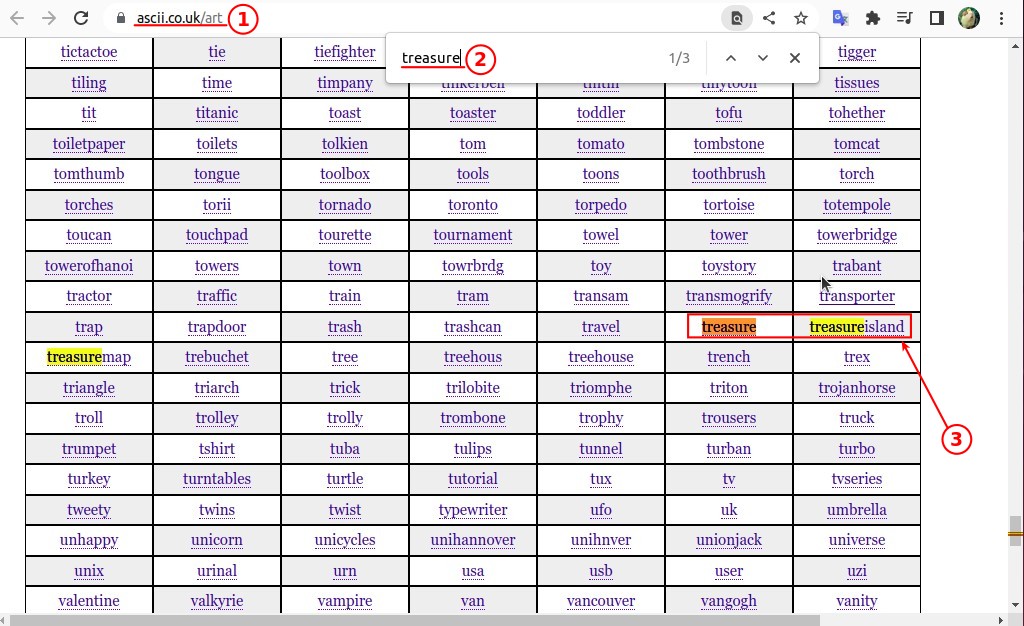 ascii.co.uk/art 1
treasure 2 1/3
tictactoe tie tiefighter tigger
tiling time timpany tinkerbell tintin tinytoon tissues
tit titanic toast toaster toddler tofu tohether
toiletpaper toilets tolkien tom tomato tombstone tomcat
tomthumb tongue toolbox tools toons toothbrush torch
torches torii tornado toronto torpedo tortoise totempole
toucan touchpad tourette tournament towel tower towerbridge
towerofhanoi towers town towrbrdg toy toystory trabant
tractor traffic train tram transam transmogrify transporter
trap trapdoor trash trashcan travel treasure treasureisland
treasuremap trebuchet tree treehous treehouse trench trex
triangle triarch trick trilobite triomphe triton trojanhorse
troll trolley trolly trombone trophy trousers truck
3
trumpet tshirt tuba tulips tunnel turban turbo
turkey turntables turtle tutorial tux tv tvseries
tweety twins twist typewriter ufo uk umbrella
unhappy unicorn unicycles unihannover unihnver unionjack universe
unix urinal urn usa usb user uzi
valentine valkyrie vampire van vancouver vangogh vanity